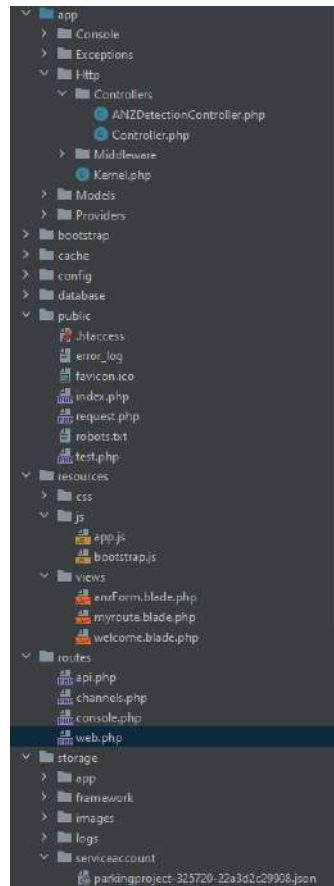 app
Console
Exceptions
Http
Controllers
ANZDetectionController.php
Controller.php
Middleware
Kernel.php
Models
Providers
bootstrap
cache
config
database
public
.htaccess
error_log
favicon.ico
index.php
request.php
robots.txt
test.php
resources
css
js
app.js
bootstrap.js
views
anzForm.blade.php
myroute.blade.php
welcome.blade.php
routes
api.php
channels.php
console.php
web.php
storage
app
framework
images
logs
serviceaccount
parkingproject-325720-22a3d2c29908.json